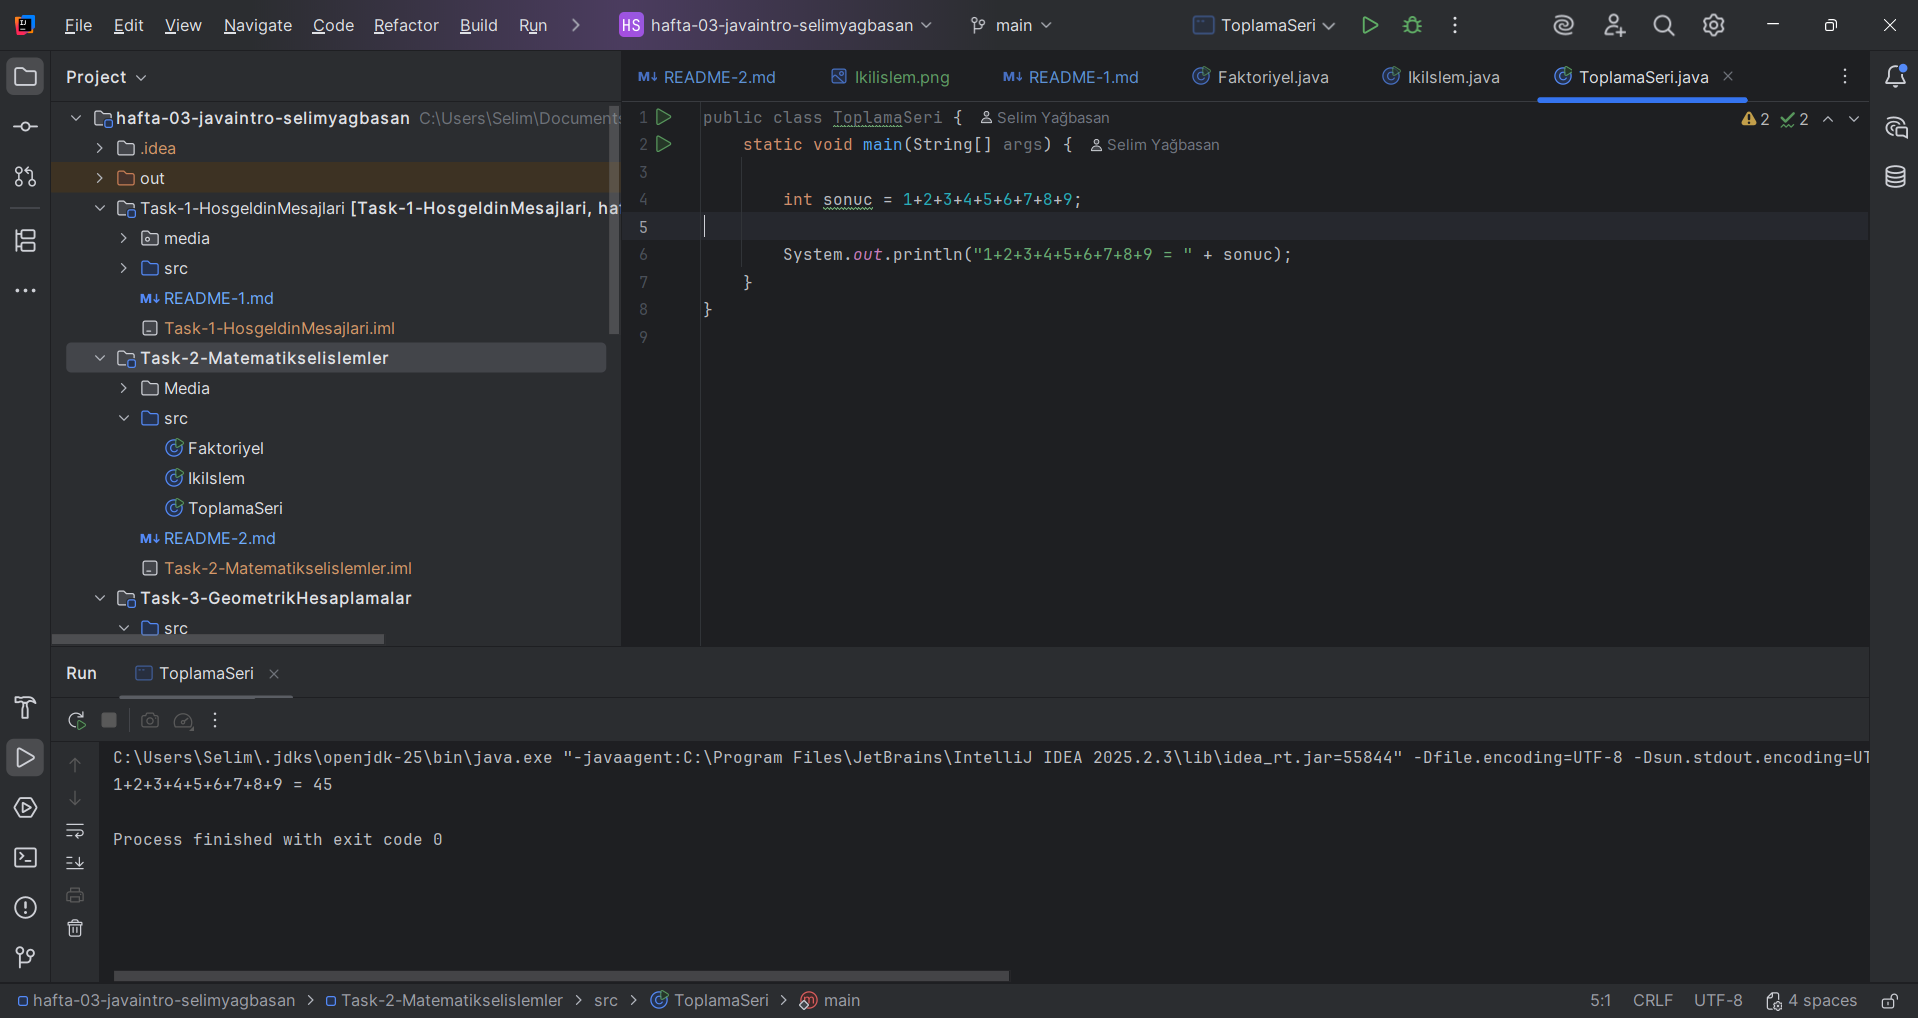 File Edit View Navigate Code Refactor Build Run HS hafta-03-javaintro-selimyagbasan main ToplamaSeri
Project
hafta-03-javaintro-selimyagbasan C:\Users\Selim\Document
.idea
out
Task-1-HosgeldinMesajlari [Task-1-HosgeldinMesajlari, haf
media
src
M↓ README-1.md
Task-1-HosgeldinMesajlari.iml
Task-2-MatematikselIslemler
Media
src
Faktoriyel
IkiIslem
ToplamaSeri
M↓ README-2.md
Task-2-MatematikselIslemler.iml
Task-3-GeometrikHesaplamalar
src
M↓ README-2.md IkiIislem.png M↓ README-1.md Faktoriyel.java IkiIslem.java ToplamaSeri.java
1 public class ToplamaSeri { Selim Yağbasan
2 static void main(String[] args) { Selim Yağbasan
3
4 int sonuc = 1+2+3+4+5+6+7+8+9;
5
6 System.out.println("1+2+3+4+5+6+7+8+9 = " + sonuc);
7 }
8 }
9
2 2
Run ToplamaSeri
C:\Users\Selim\.jdks\openjdk-25\bin\java.exe "-javaagent:C:\Program Files\JetBrains\IntelliJ IDEA 2025.2.3\lib\idea_rt.jar=55844" -Dfile.encoding=UTF-8 -Dsun.stdout.encoding=UT
1+2+3+4+5+6+7+8+9 = 45
Process finished with exit code 0
hafta-03-javaintro-selimyagbasan > Task-2-MatematikselIslemler > src > ToplamaSeri > main 5:1 CRLF UTF-8 4 spaces